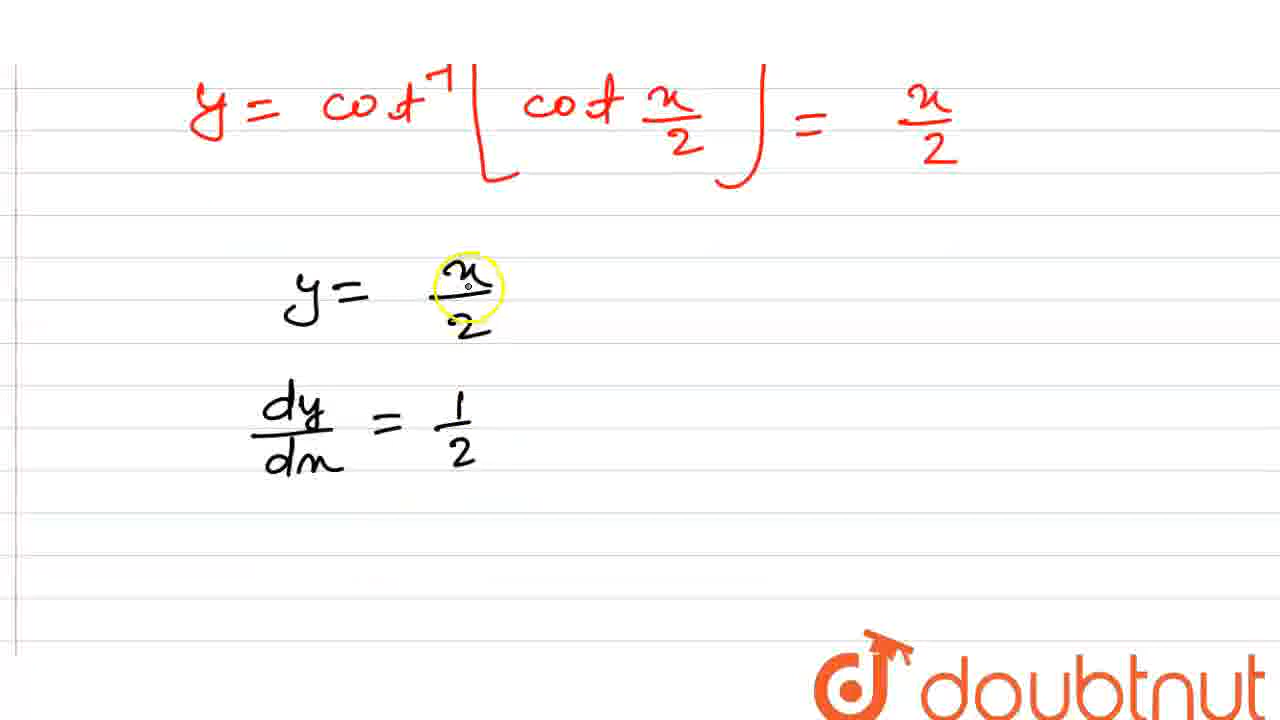 y = cot⁻¹ [ cot x/2 ] = x/2
y = x/2
dy/dx = 1/2
doubtnut